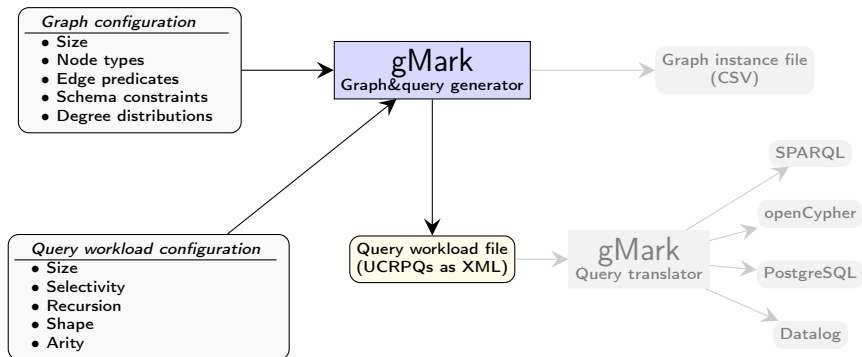 Graph configuration
• Size
• Node types
• Edge predicates
• Schema constraints
• Degree distributions
gMark
Graph&query generator
Graph instance file
(CSV)
Query workload configuration
• Size
• Selectivity
• Recursion
• Shape
• Arity
Query workload file
(UCRPQs as XML)
gMark
Query translator
SPARQL
openCypher
PostgreSQL
Datalog